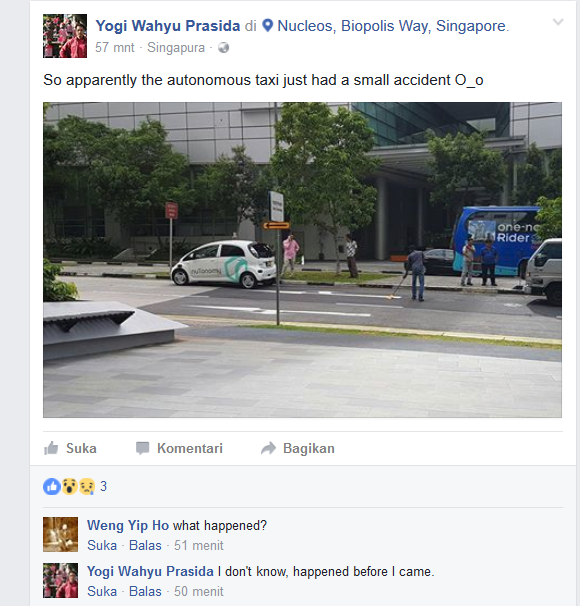 Yogi Wahyu Prasida di Nucleos, Biopolis Way, Singapore.
57 mnt · Singapura ·
So apparently the autonomous taxi just had a small accident O_o
nuTonomy
one-no
Rider
Suka Komentari Bagikan
3
Weng Yip Ho what happened?
Suka · Balas · 51 menit
Yogi Wahyu Prasida I don't know, happened before I came.
Suka · Balas · 50 menit